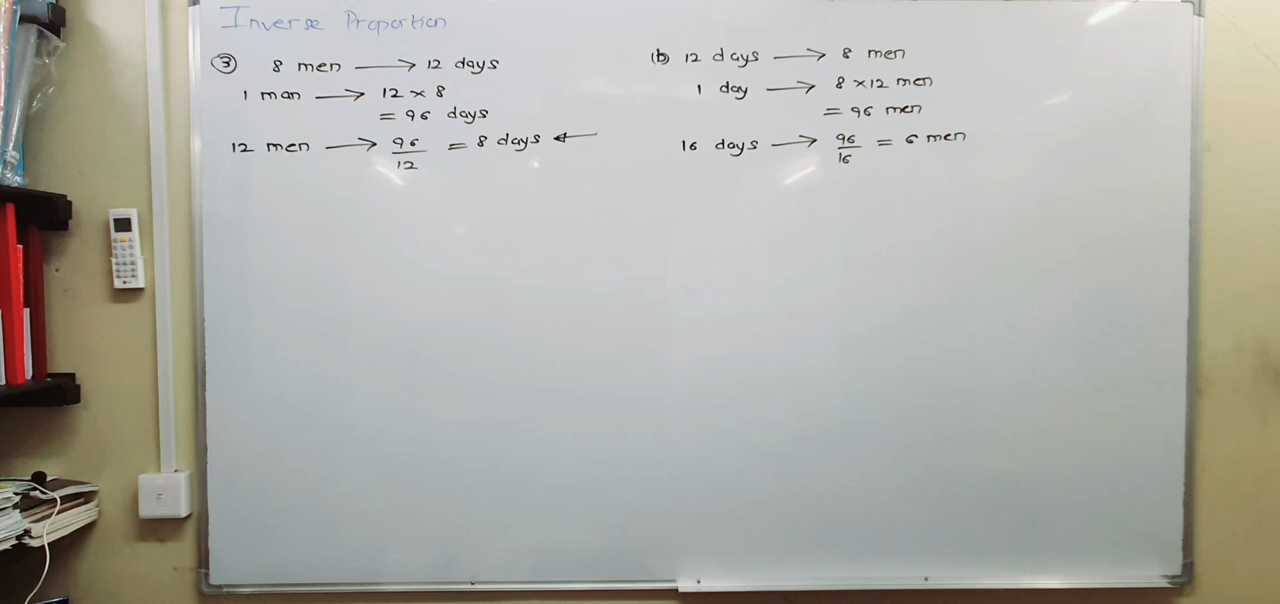 Inverse Proportion
③ 8 men → 12 days
1 man → 12 × 8
= 96 days
12 men → 96/12 = 8 days ←
(b) 12 days → 8 men
1 day → 8 × 12 men
= 96 men
16 days → 96/16 = 6 men